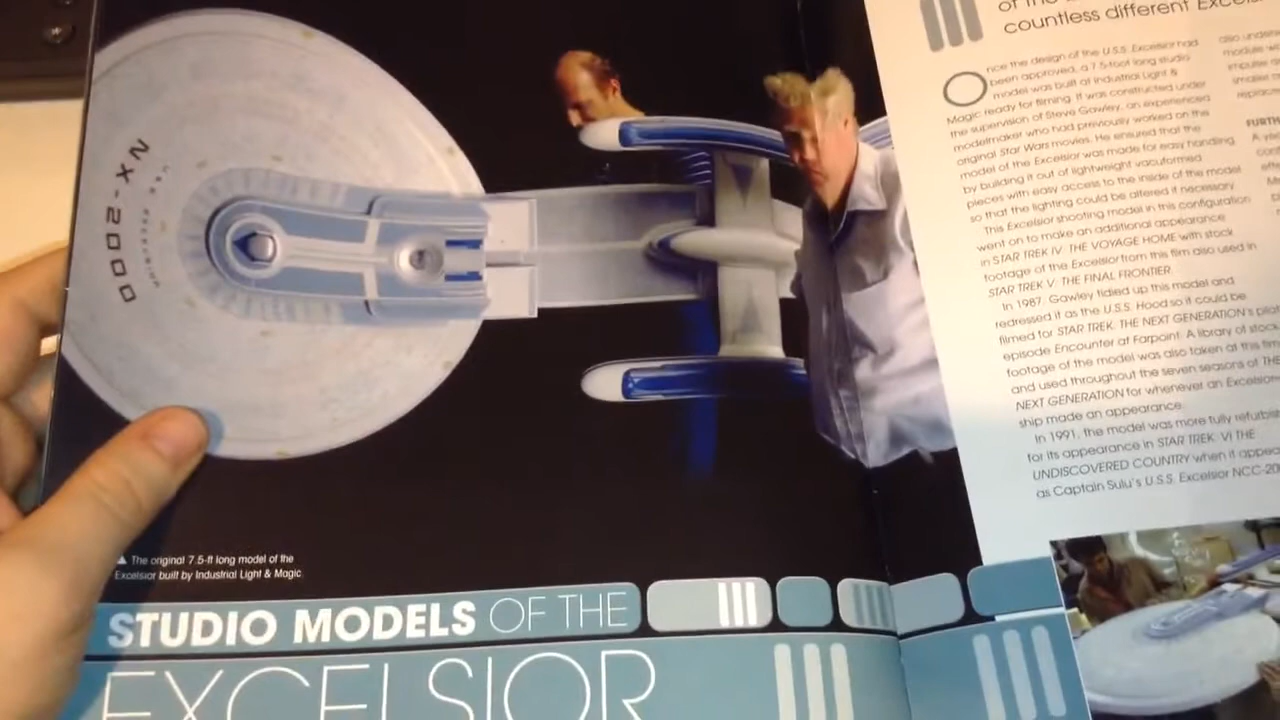 NX-2000
USS EXCELSIOR
▲ The original 7.5-ft long model of the
Excelsior built by Industrial Light & Magic
STUDIO MODELS OF THE
EXCELSIOR
of the
countless different Excel
Once the design of the U.S.S. Excelsior had
been approved, a 7.5-foot long studio
model was built at Industrial Light &
Magic ready for filming. It was constructed under
the supervision of Steve Gawley, an experienced
modelmaker who had previously worked on the
original Star Wars movies. He ensured that the
model of the Excelsior was made for easy handling
by building it out of lightweight vacuformed
pieces with easy access to the inside of the model
so that the lighting could be altered if necessary
This Excelsior shooting model in this configuration
went on to make an additional appearance
in STAR TREK IV THE VOYAGE HOME with stock
footage of the Excelsior from this film also used in
STAR TREK V: THE FINAL FRONTIER.
In 1987, Gawley tidied up this model and
redressed it as the U.S.S. Hood so it could be
filmed for STAR TREK: THE NEXT GENERATION's pilot
episode Encounter at Farpoint. A library of stock
footage of the model was also taken at this tim
and used throughout the seven seasons of THE
NEXT GENERATION for whenever an Excelsior
ship made an appearance.
In 1991, the model was more fully refurbis
for its appearance in STAR TREK VI THE
UNDISCOVERED COUNTRY when it appea
as Captain Sulu's U.S.S. Excelsior NCC-20
module w
impulse d
smaller
replace
FURTH